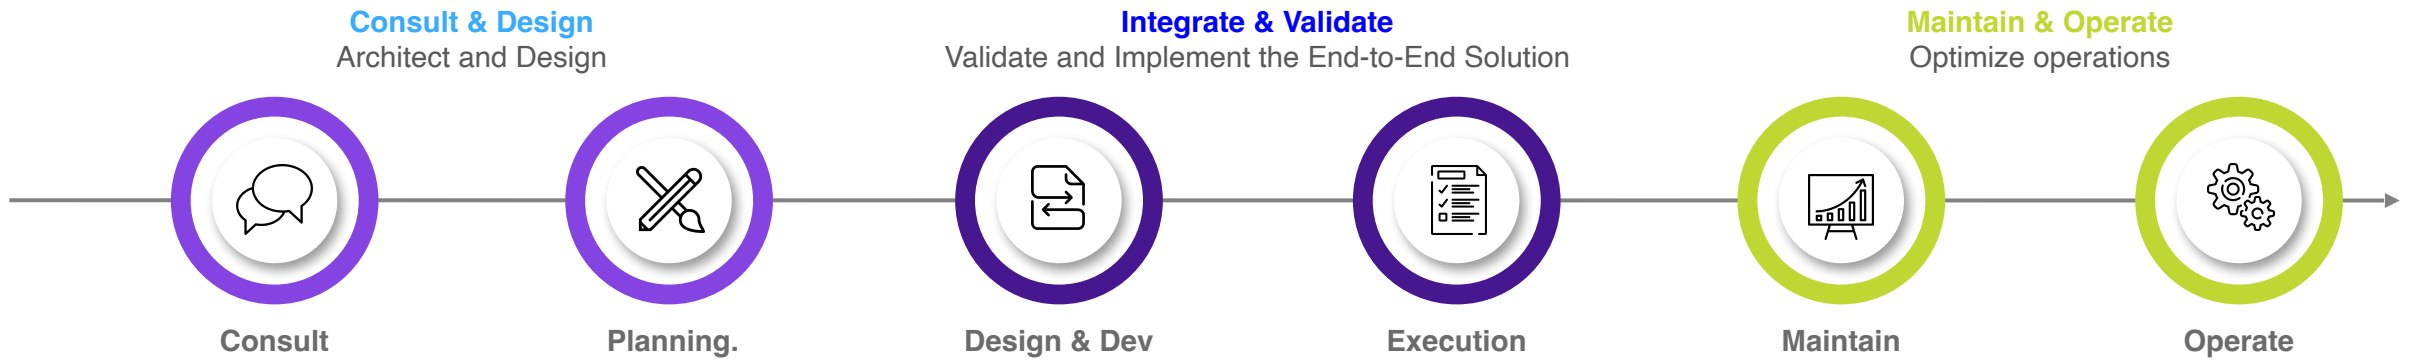 Consult & Design
Architect and Design
Integrate & Validate
Validate and Implement the End-to-End Solution
Maintain & Operate
Optimize operations
Consult
Planning.
Design & Dev
Execution
Maintain
Operate